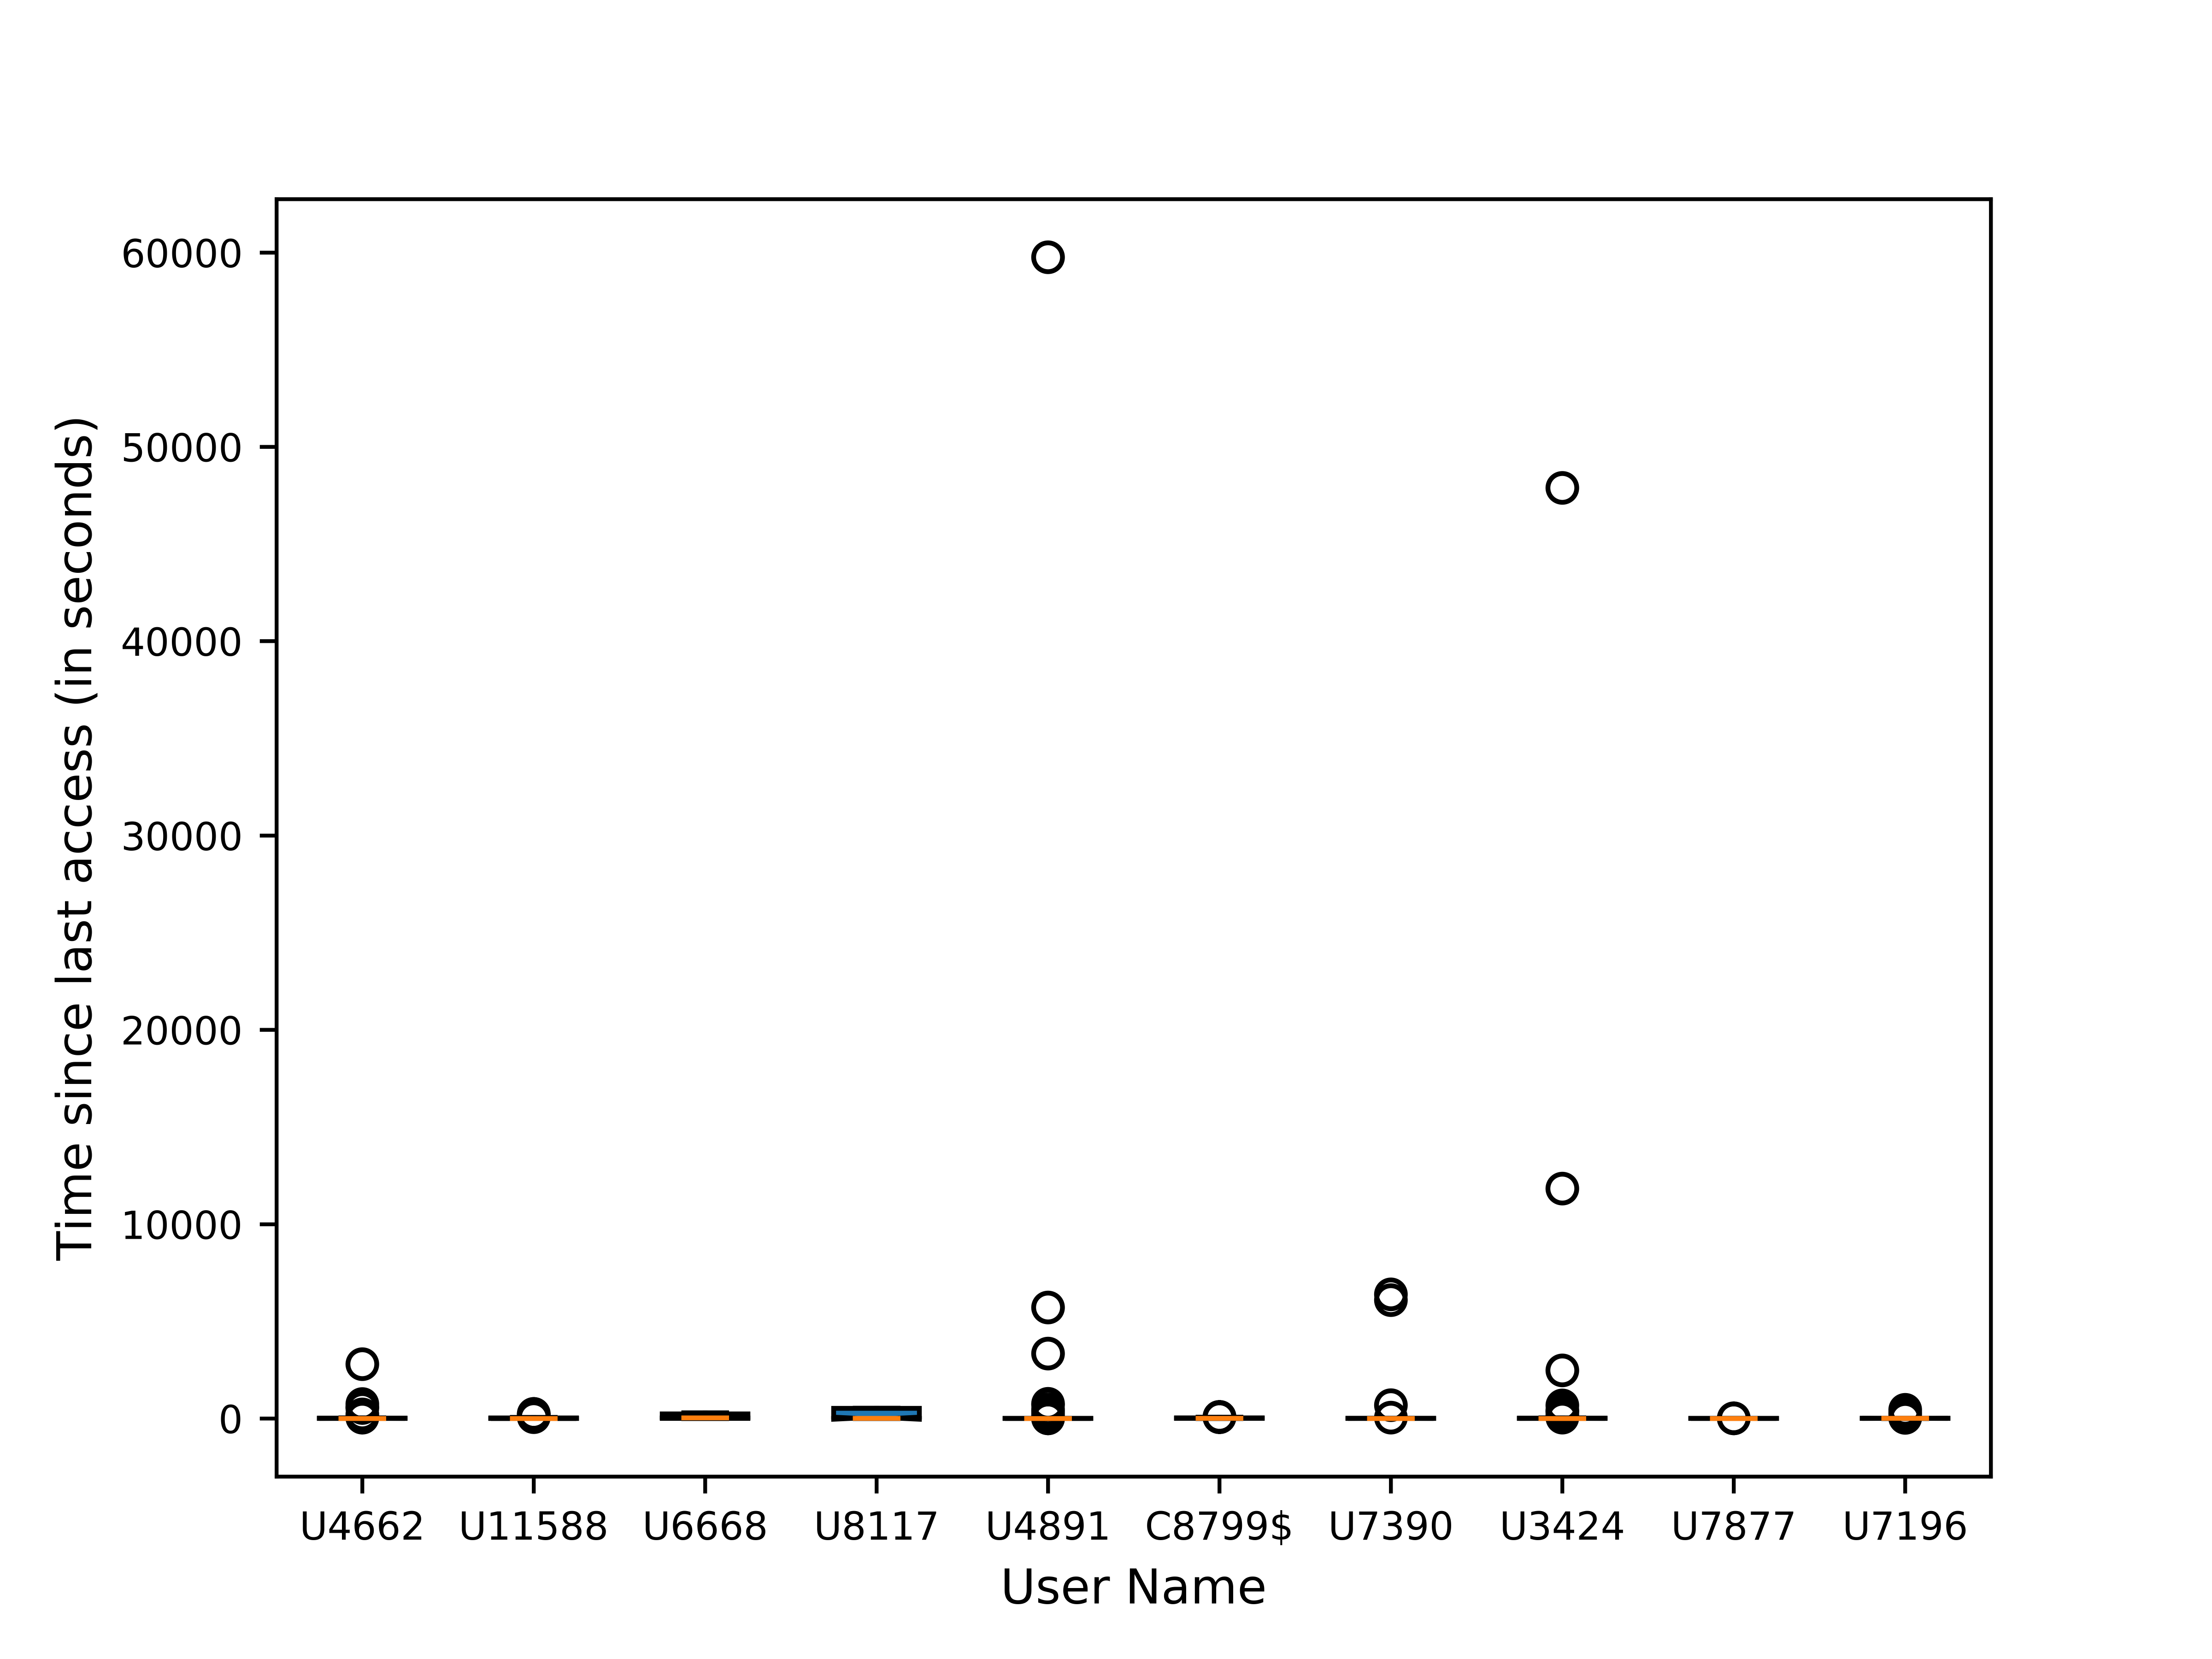 60000
50000
40000
30000
20000
10000
0
Time since last access (in seconds)
U4662 U11588 U6668 U8117 U4891 C8799$ U7390 U3424 U7877 U7196
User Name